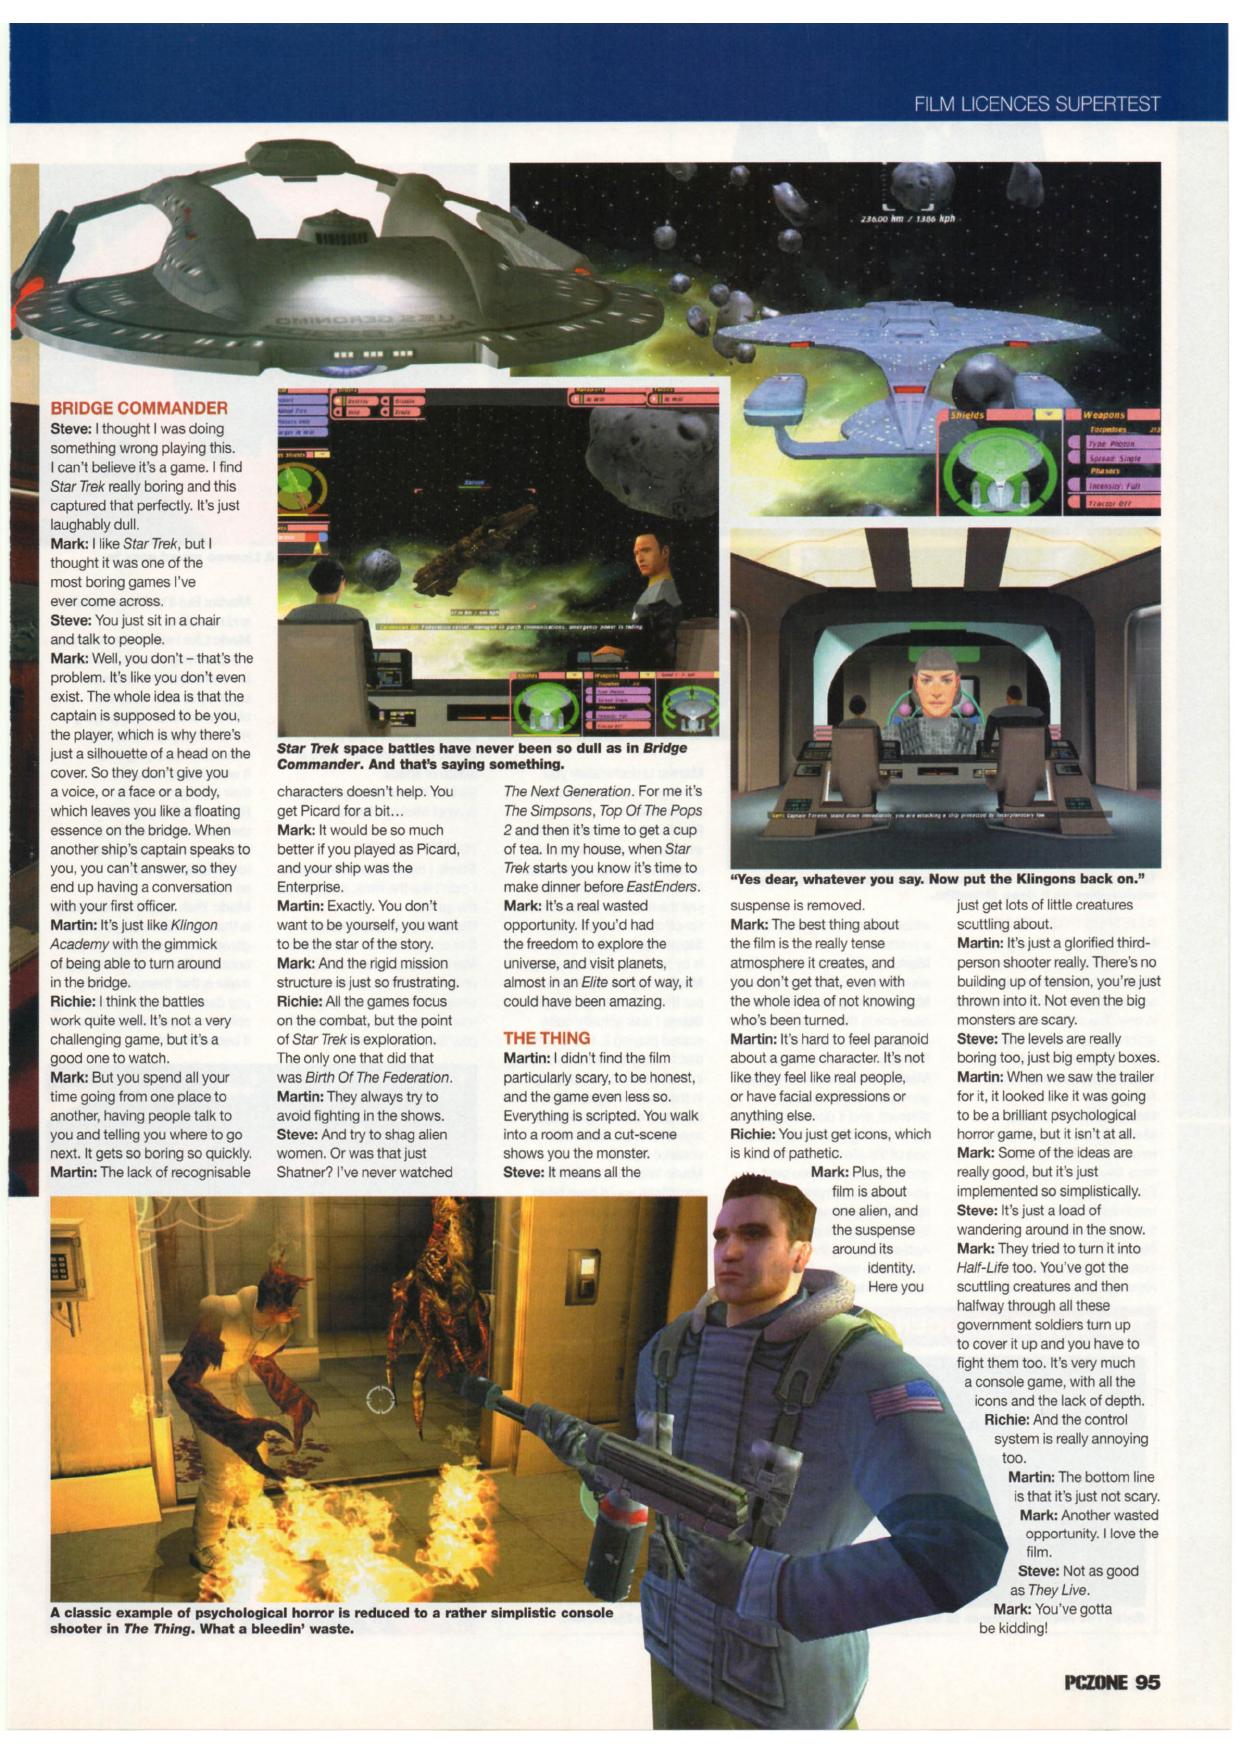 FILM LICENCES SUPERTEST
236.00 km / 1386 kph
Shields
Weapons
Torpedoes
Type: Photon
Spread: Single
Phasers
Intensity: Full
Tractor Off
BRIDGE COMMANDER
Steve: I thought I was doing
something wrong playing this.
I can't believe it's a game. I find
Star Trek really boring and this
captured that perfectly. It's just
laughably dull.
Mark: I like Star Trek, but I
thought it was one of the
most boring games I've
ever come across.
Steve: You just sit in a chair
and talk to people.
Mark: Well, you don't – that's the
problem. It's like you don't even
exist. The whole idea is that the
captain is supposed to be you,
the player, which is why there's
just a silhouette of a head on the
cover. So they don't give you
a voice, or a face or a body,
which leaves you like a floating
essence on the bridge. When
another ship's captain speaks to
you, you can't answer, so they
end up having a conversation
with your first officer.
Martin: It's just like Klingon
Academy with the gimmick
of being able to turn around
in the bridge.
Richie: I think the battles
work quite well. It's not a very
challenging game, but it's a
good one to watch.
Mark: But you spend all your
time going from one place to
another, having people talk to
you and telling you where to go
next. It gets so boring so quickly.
Martin: The lack of recognisable
Star Trek space battles have never been so dull as in Bridge
Commander. And that's saying something.
characters doesn't help. You
get Picard for a bit…
Mark: It would be so much
better if you played as Picard,
and your ship was the
Enterprise.
Martin: Exactly. You don't
want to be yourself, you want
to be the star of the story.
Mark: And the rigid mission
structure is just so frustrating.
Richie: All the games focus
on the combat, but the point
of Star Trek is exploration.
The only one that did that
was Birth Of The Federation.
Martin: They always try to
avoid fighting in the shows.
Steve: And try to shag alien
women. Or was that just
Shatner? I've never watched
The Next Generation. For me it's
The Simpsons, Top Of The Pops
2 and then it's time to get a cup
of tea. In my house, when Star
Trek starts you know it's time to
make dinner before EastEnders.
Mark: It's a real wasted
opportunity. If you'd had
the freedom to explore the
universe, and visit planets,
almost in an Elite sort of way, it
could have been amazing.
THE THING
Martin: I didn't find the film
particularly scary, to be honest,
and the game even less so.
Everything is scripted. You walk
into a room and a cut-scene
shows you the monster.
Steve: It means all the
"Yes dear, whatever you say. Now put the Klingons back on."
suspense is removed.
Mark: The best thing about
the film is the really tense
atmosphere it creates, and
you don't get that, even with
the whole idea of not knowing
who's been turned.
Martin: It's hard to feel paranoid
about a game character. It's not
like they feel like real people,
or have facial expressions or
anything else.
Richie: You just get icons, which
is kind of pathetic.
Mark: Plus, the
film is about
one alien, and
the suspense
around its
identity.
Here you
just get lots of little creatures
scuttling about.
Martin: It's just a glorified third-
person shooter really. There's no
building up of tension, you're just
thrown into it. Not even the big
monsters are scary.
Steve: The levels are really
boring too, just big empty boxes.
Martin: When we saw the trailer
for it, it looked like it was going
to be a brilliant psychological
horror game, but it isn't at all.
Mark: Some of the ideas are
really good, but it's just
implemented so simplistically.
Steve: It's just a load of
wandering around in the snow.
Mark: They tried to turn it into
Half-Life too. You've got the
scuttling creatures and then
halfway through all these
government soldiers turn up
to cover it up and you have to
fight them too. It's very much
a console game, with all the
icons and the lack of depth.
Richie: And the control
system is really annoying
too.
Martin: The bottom line
is that it's just not scary.
Mark: Another wasted
opportunity. I love the
film.
Steve: Not as good
as They Live.
Mark: You've gotta
be kidding!
A classic example of psychological horror is reduced to a rather simplistic console
shooter in The Thing. What a bleedin' waste.
PCZONE 95